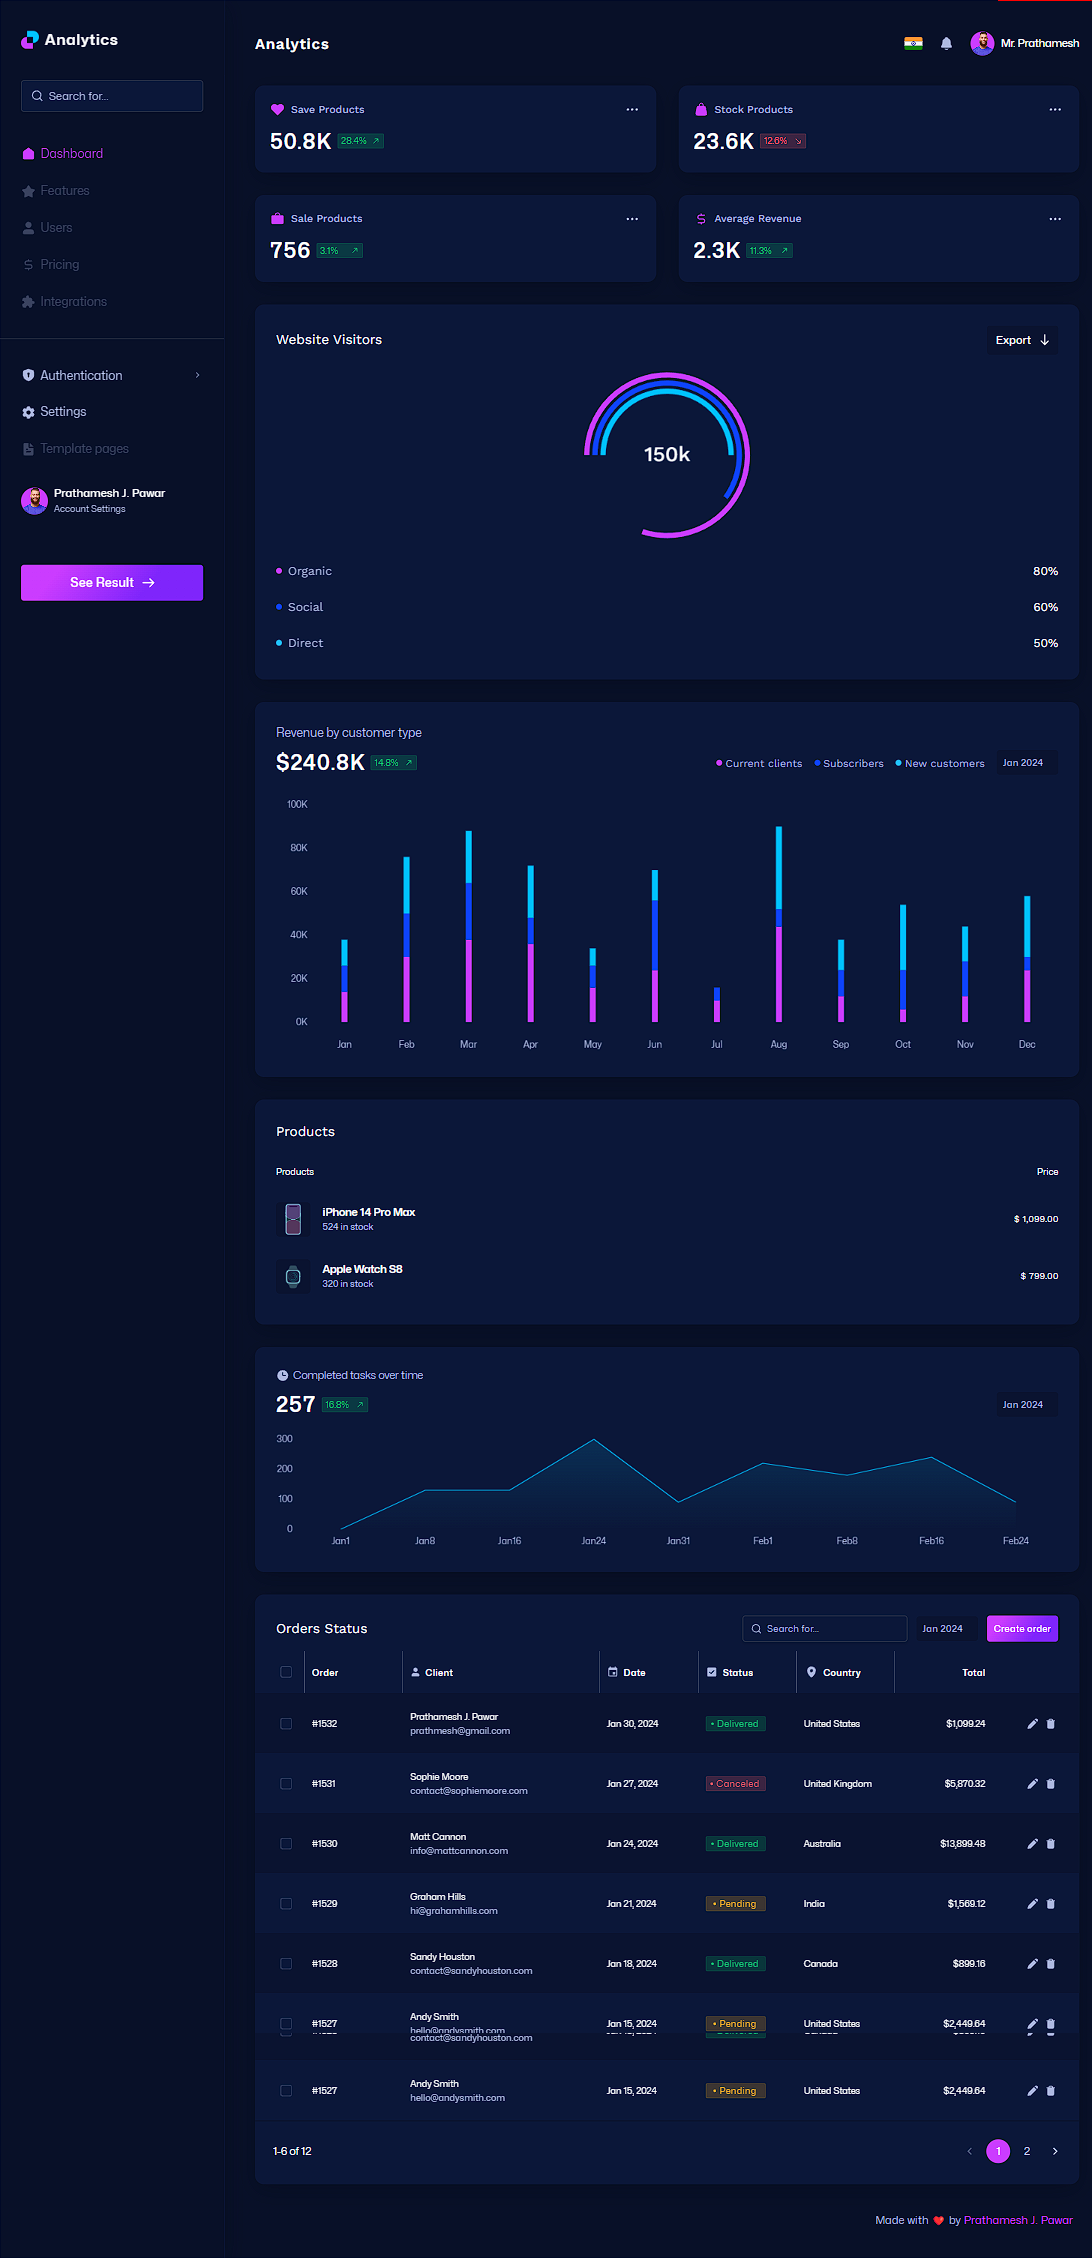 Analytics
Search for...
Dashboard
Features
Users
Pricing
Integrations
Authentication
Settings
Template pages
Prathamesh J. Pawar
Account Settings
See Result
Analytics
Mr. Prathamesh
Save Products
50.8K 28.4%
Stock Products
23.6K 12.6%
Sale Products
756 3.1%
Average Revenue
2.3K 11.3%
Website Visitors
Export
150k
Organic 80%
Social 60%
Direct 50%
Revenue by customer type
$240.8K 14.8%
Current clients Subscribers New customers Jan 2024
100K
80K
60K
40K
20K
0K
Jan Feb Mar Apr May Jun Jul Aug Sep Oct Nov Dec
Products
Products Price
iPhone 14 Pro Max
524 in stock
$ 1,099.00
Apple Watch S8
320 in stock
$ 799.00
Completed tasks over time
257 16.8%
Jan 2024
300
200
100
0
Jan1 Jan8 Jan16 Jan24 Jan31 Feb1 Feb8 Feb16 Feb24
Orders Status
Search for...
Jan 2024
Create order
Order Client Date Status Country Total
#1532 Prathamesh J. Pawar Jan 30, 2024 Delivered United States $1,099.24
prathmesh@gmail.com
#1531 Sophie Moore Jan 27, 2024 Canceled United Kingdom $5,870.32
contact@sophiemoore.com
#1530 Matt Cannon Jan 24, 2024 Delivered Australia $13,899.48
info@mattcannon.com
#1529 Graham Hills Jan 21, 2024 Pending India $1,569.12
hi@grahamhills.com
#1528 Sandy Houston Jan 18, 2024 Delivered Canada $899.16
contact@sandyhouston.com
#1527 Andy Smith Jan 15, 2024 Pending United States $2,449.64
hello@andysmith.com
contact@sandyhouston.com
#1527 Andy Smith Jan 15, 2024 Pending United States $2,449.64
hello@andysmith.com
1-6 of 12
1 2
Made with ❤️ by Prathamesh J. Pawar